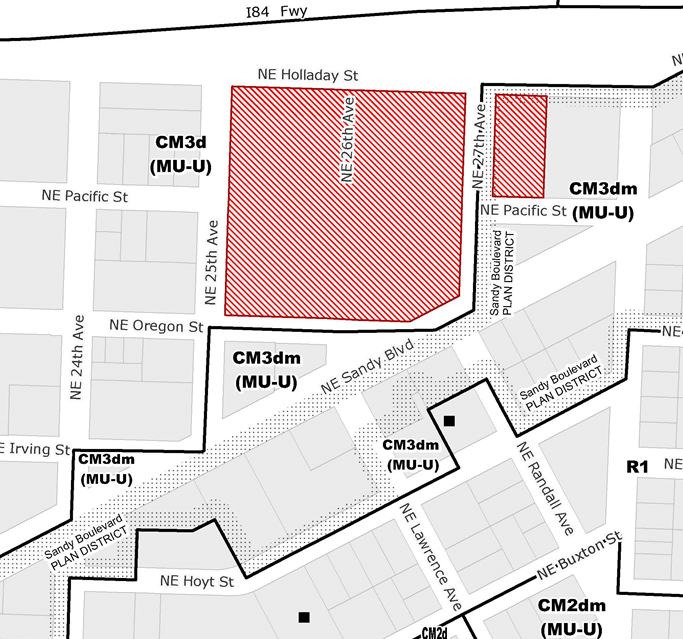 I84 Fwy
NE Holladay St
NE 26th Ave
NE 27th Ave
CM3d
(MU-U)
CM3dm
(MU-U)
NE Pacific St
NE Pacific St
NE 25th Ave
Sandy Boulevard
PLAN DISTRICT
NE Oregon St
NE 24th Ave
CM3dm
(MU-U)
NE Sandy Blvd
NE
Sandy Boulevard
PLAN DISTRICT
E Irving St
CM3dm
(MU-U)
CM3dm
(MU-U)
R1
NE
NE Randall Ave
Sandy Boulevard
PLAN DISTRICT
NE Lawrence Ave
NE Buxton St
NE Hoyt St
CM2dm
(MU-U)
CM2d